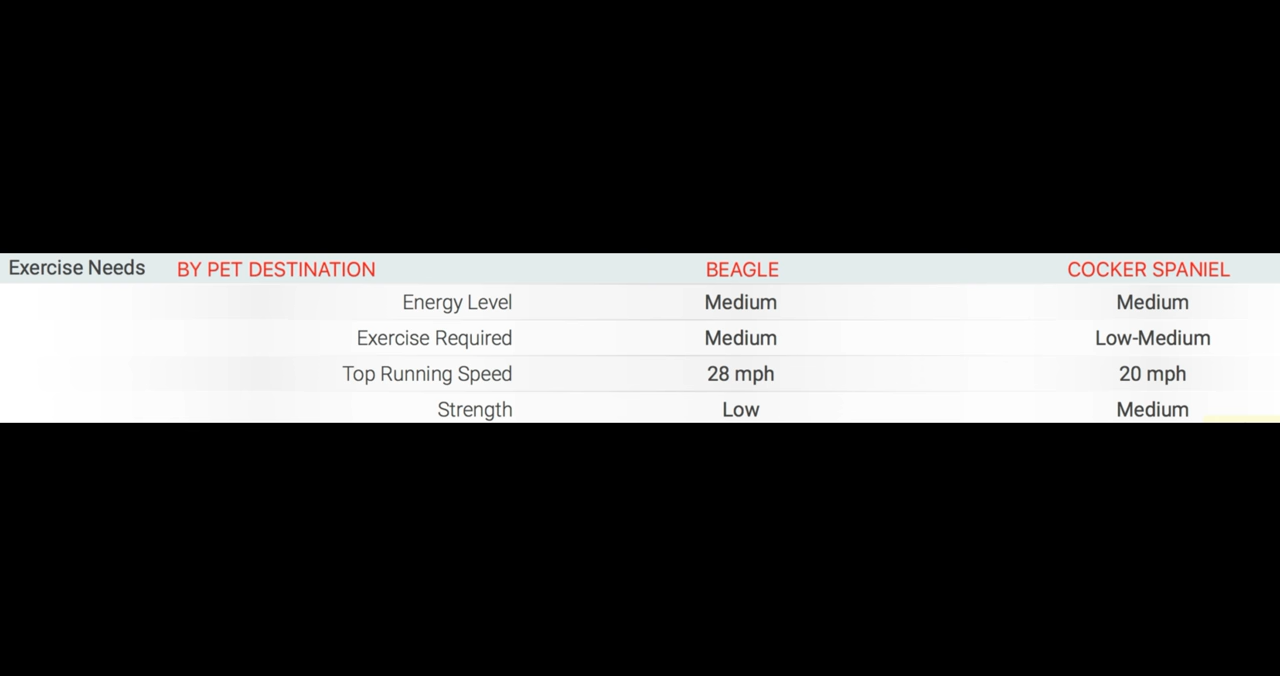 Exercise Needs BY PET DESTINATION BEAGLE COCKER SPANIEL
Energy Level Medium Medium
Exercise Required Medium Low-Medium
Top Running Speed 28 mph 20 mph
Strength Low Medium